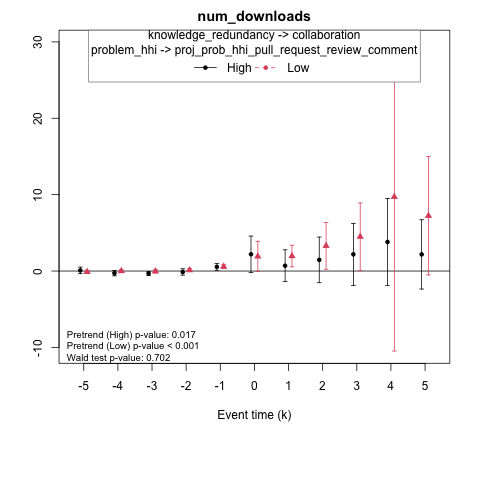 num_downloads
knowledge_redundancy -> collaboration
problem_hhi -> proj_prob_hhi_pull_request_review_comment
High Low
30
20
10
0
-10
Pretrend (High) p-value: 0.017
Pretrend (Low) p-value < 0.001
Wald test p-value: 0.702
-5 -4 -3 -2 -1 0 1 2 3 4 5
Event time (k)